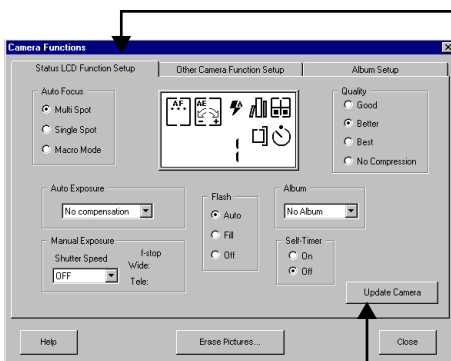 Camera Functions
Status LCD Function Setup
Other Camera Function Setup
Album Setup
Auto Focus
Multi Spot
Single Spot
Macro Mode
AF
AE
Quality
Good
Better
Best
No Compression
Auto Exposure
No compensation
Flash
Auto
Fill
Off
Album
No Album
Manual Exposure
Shutter Speed
OFF
f-stop
Wide:
Tele:
Self-Timer
On
Off
Update Camera
Help
Erase Pictures...
Close